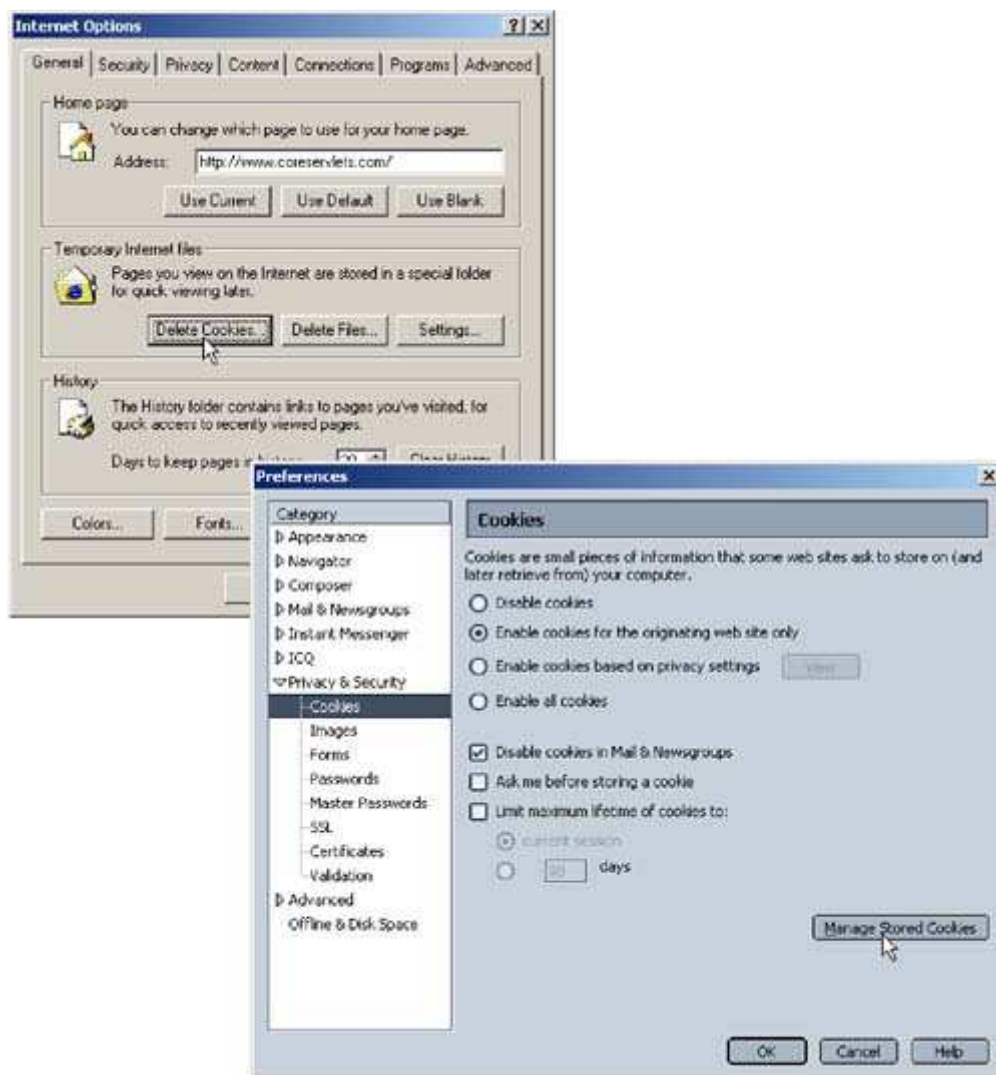 Internet Options
General Security Privacy Content Connections Programs Advanced
Home page
You can change which page to use for your home page.
Address: http://www.coreservlets.com/
Use Current Use Default Use Blank
Temporary Internet files
Pages you view on the Internet are stored in a special folder
for quick viewing later.
Delete Cookies... Delete Files... Settings...
History
The History folder contains links to pages you've visited, for
quick access to recently viewed pages.
Days to keep pages
Colors... Fonts...
Preferences
Category
Appearance
Navigator
Composer
Mail & Newsgroups
Instant Messenger
ICQ
Privacy & Security
Cookies
Images
Forms
Passwords
Master Passwords
SSL
Certificates
Validation
Advanced
Offline & Disk Space
Cookies
Cookies are small pieces of information that some web sites ask to store on (and
later retrieve from) your computer.
Disable cookies
Enable cookies for the originating web site only
Enable cookies based on privacy settings View
Enable all cookies
Disable cookies in Mail & Newsgroups
Ask me before storing a cookie
Limit maximum lifetime of cookies to:
current session
days
Manage Stored Cookies
OK Cancel Help